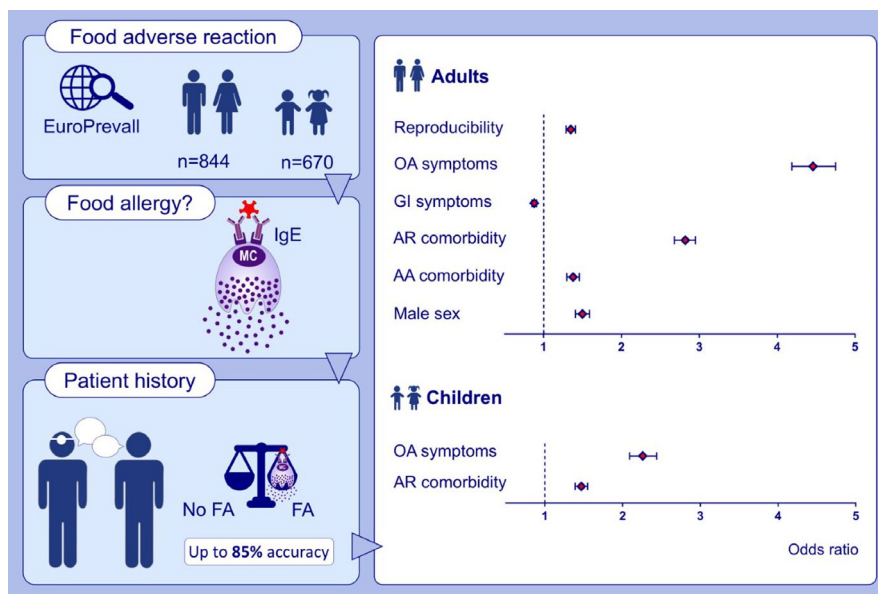 Food adverse reaction
EuroPrevall
n=844
n=670
Food allergy?
IgE
MC
Patient history
No FA
FA
Up to 85% accuracy
Adults
Reproducibility
OA symptoms
GI symptoms
AR comorbidity
AA comorbidity
Male sex
1 2 3 4 5
Children
OA symptoms
AR comorbidity
1 2 3 4 5
Odds ratio